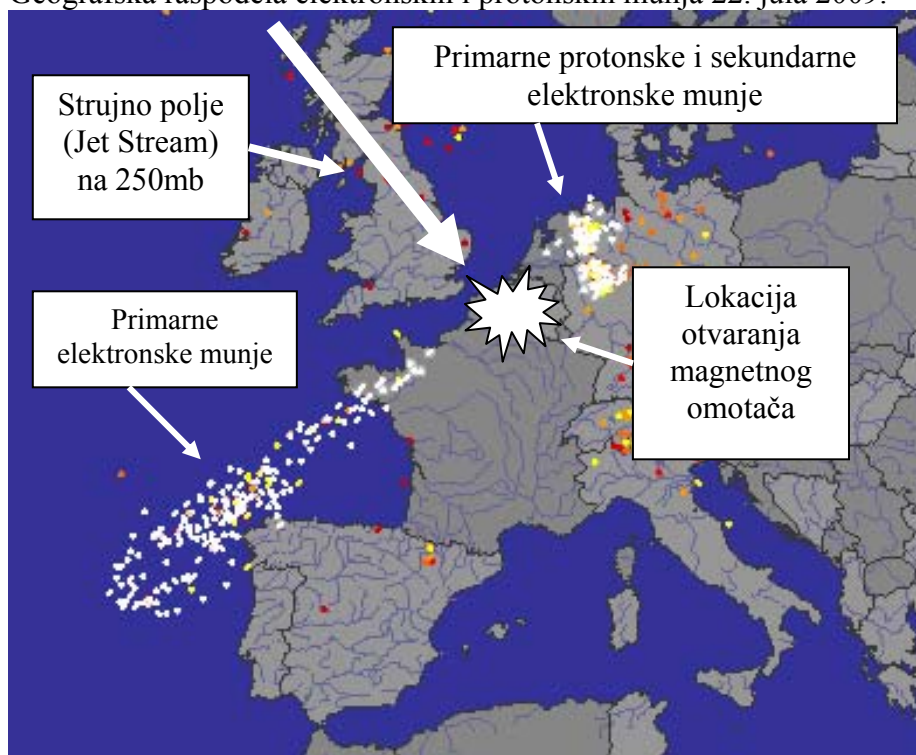 Geografska raspodela elektronskih i protonskih munja 22. jula 2009.
Primarne protonske i sekundarne
elektronske munje
Strujno polje
(Jet Stream)
na 250mb
Primarne
elektronske munje
Lokacija
otvaranja
magnetnog
omotača